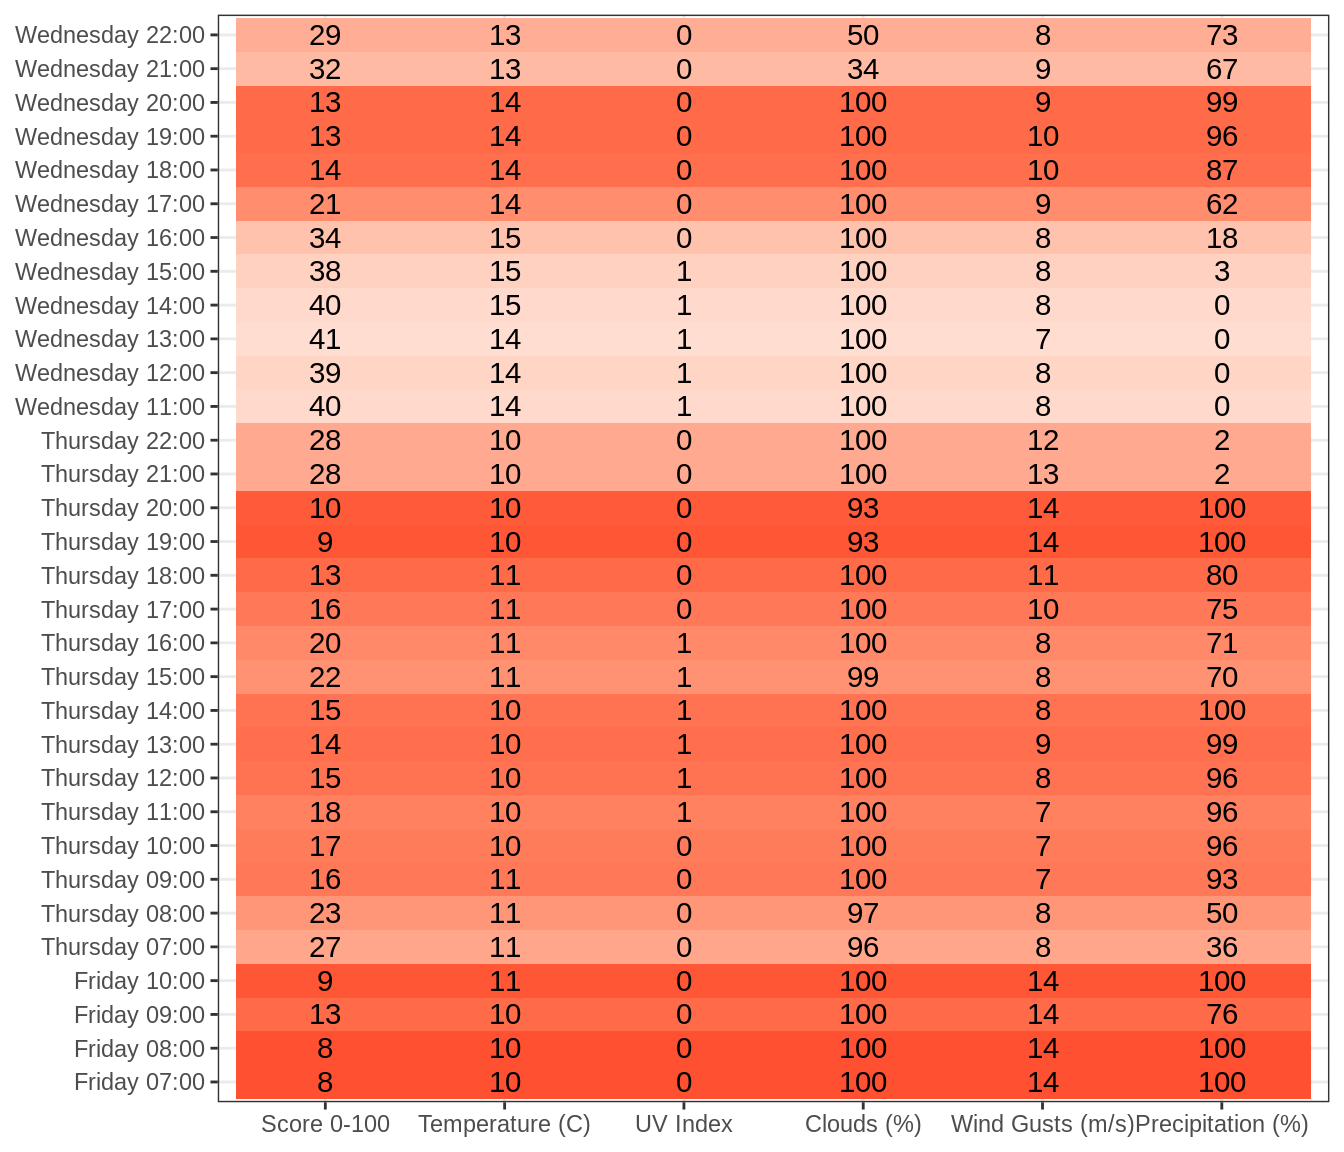 Wednesday 22:00 29 13 0 50 8 73
Wednesday 21:00 32 13 0 34 9 67
Wednesday 20:00 13 14 0 100 9 99
Wednesday 19:00 13 14 0 100 10 96
Wednesday 18:00 14 14 0 100 10 87
Wednesday 17:00 21 14 0 100 9 62
Wednesday 16:00 34 15 0 100 8 18
Wednesday 15:00 38 15 1 100 8 3
Wednesday 14:00 40 15 1 100 8 0
Wednesday 13:00 41 14 1 100 7 0
Wednesday 12:00 39 14 1 100 8 0
Wednesday 11:00 40 14 1 100 8 0
Thursday 22:00 28 10 0 100 12 2
Thursday 21:00 28 10 0 100 13 2
Thursday 20:00 10 10 0 93 14 100
Thursday 19:00 9 10 0 93 14 100
Thursday 18:00 13 11 0 100 11 80
Thursday 17:00 16 11 0 100 10 75
Thursday 16:00 20 11 1 100 8 71
Thursday 15:00 22 11 1 99 8 70
Thursday 14:00 15 10 1 100 8 100
Thursday 13:00 14 10 1 100 9 99
Thursday 12:00 15 10 1 100 8 96
Thursday 11:00 18 10 1 100 7 96
Thursday 10:00 17 10 0 100 7 96
Thursday 09:00 16 11 0 100 7 93
Thursday 08:00 23 11 0 97 8 50
Thursday 07:00 27 11 0 96 8 36
Friday 10:00 9 11 0 100 14 100
Friday 09:00 13 10 0 100 14 76
Friday 08:00 8 10 0 100 14 100
Friday 07:00 8 10 0 100 14 100
Score 0-100 Temperature (C) UV Index Clouds (%) Wind Gusts (m/s) Precipitation (%)